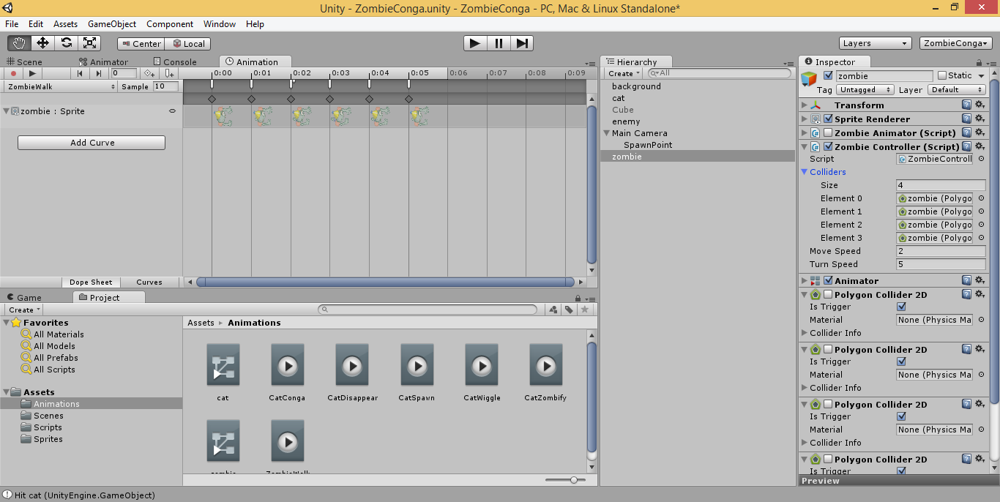 Unity - ZombieConga.unity - ZombieConga - PC, Mac & Linux Standalone*
File Edit Assets GameObject Component Window Help
Center Local
Layers
ZombieConga
Scene Animator Console Animation
0
0:00 0:01 0:02 0:03 0:04 0:05 0:06 0:07 0:08 0:09
ZombieWalk Sample 10
zombie : Sprite
Add Curve
Dope Sheet Curves
Hierarchy
Create All
background
cat
Cube
enemy
Main Camera
SpawnPoint
zombie
Game Project
Create
Favorites
All Materials
All Models
All Prefabs
All Scripts
Assets
Animations
Scenes
Scripts
Sprites
Assets Animations
cat CatConga CatDisappear CatSpawn CatWiggle CatZombify
zombie ZombieWalk
Inspector
zombie Static
Tag Untagged Layer Default
Transform
Sprite Renderer
Zombie Animator (Script)
Zombie Controller (Script)
Script ZombieControll
Colliders
Size 4
Element 0 zombie (Polygo
Element 1 zombie (Polygo
Element 2 zombie (Polygo
Element 3 zombie (Polygo
Move Speed 2
Turn Speed 5
Animator
Polygon Collider 2D
Is Trigger
Material None (Physics Ma
Collider Info
Polygon Collider 2D
Is Trigger
Material None (Physics Ma
Collider Info
Polygon Collider 2D
Is Trigger
Material None (Physics Ma
Collider Info
Polygon Collider 2D
Is Trigger
Preview
Hit cat (UnityEngine.GameObject)